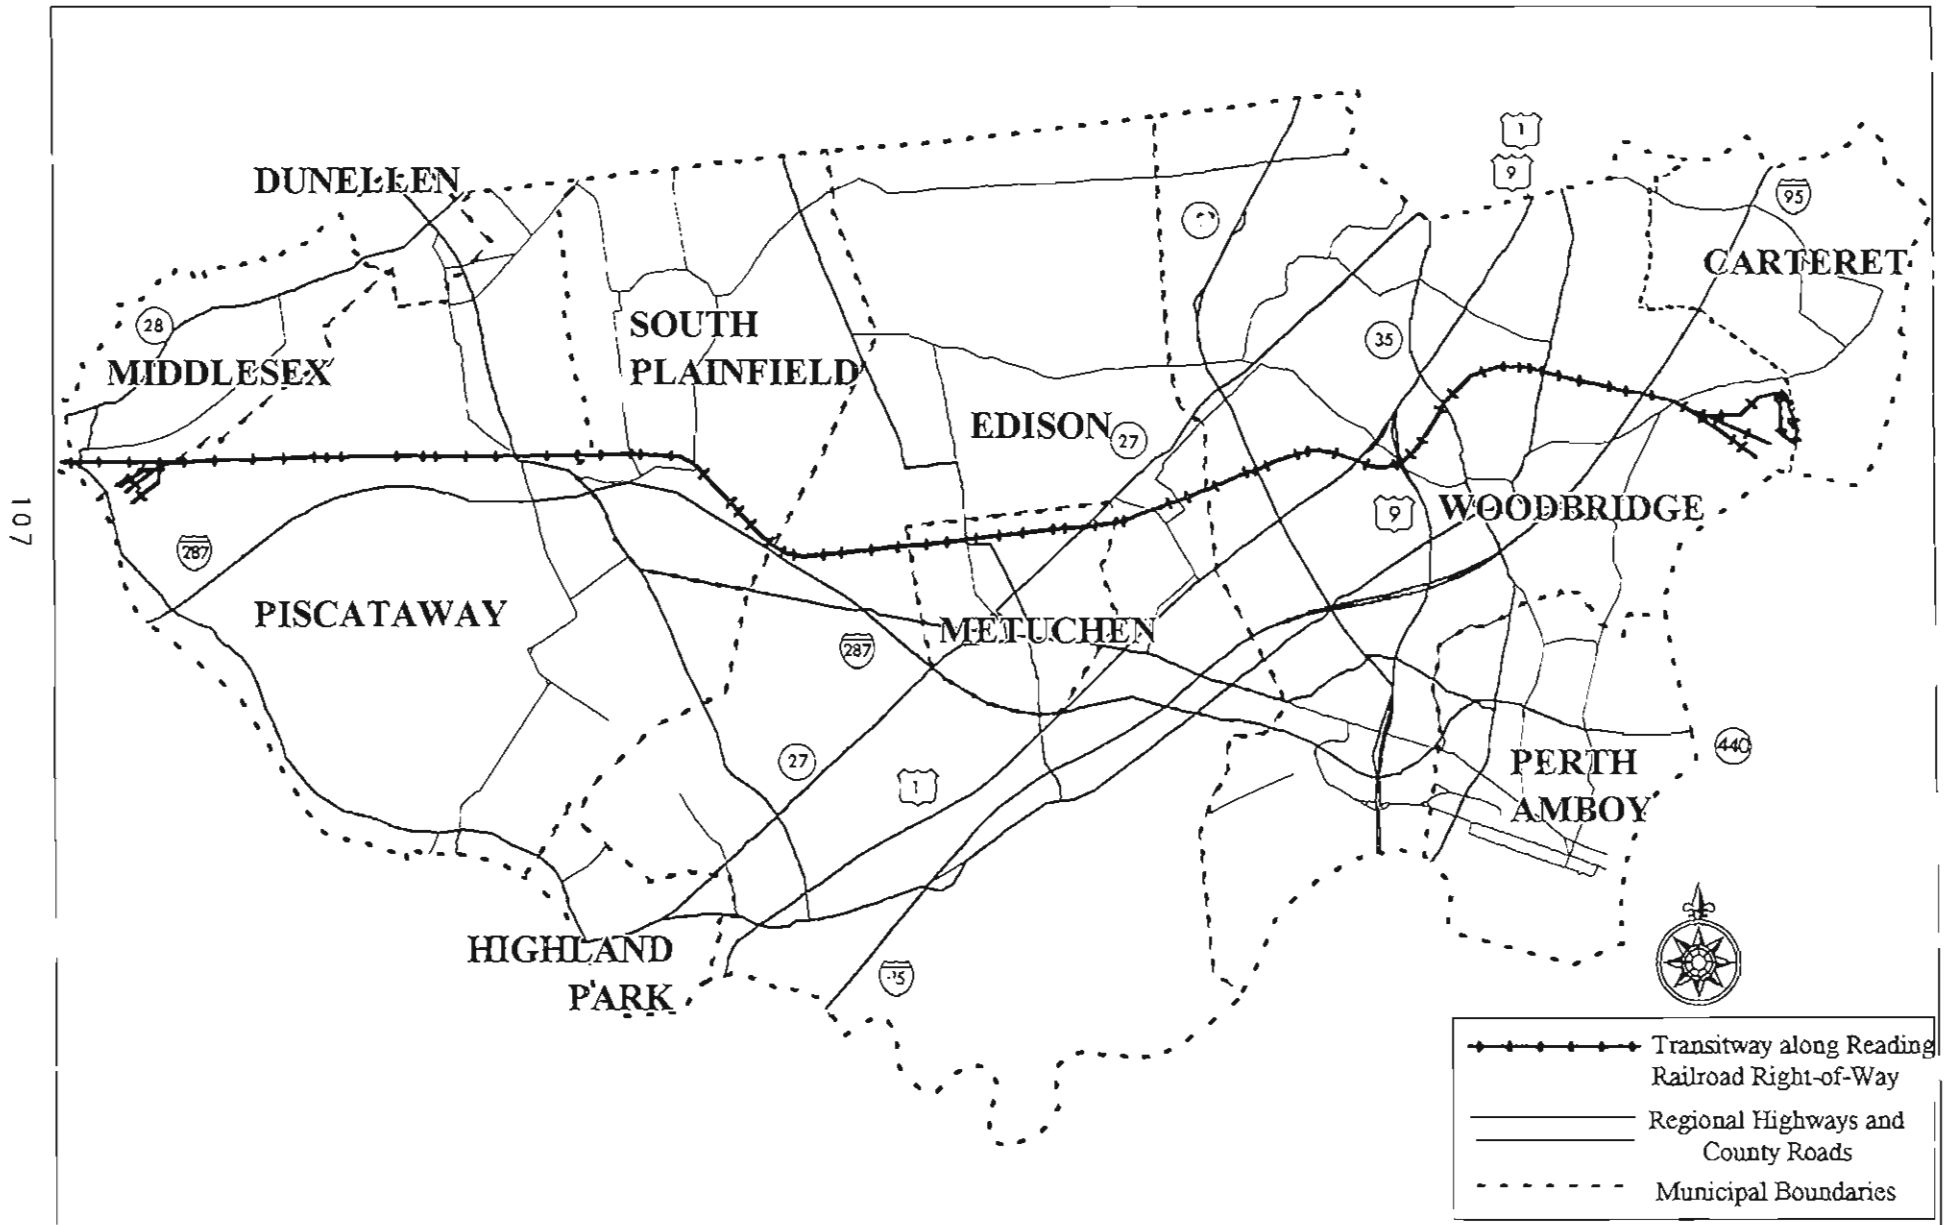 1
9
95
DUNELLEN
CARTERET
28
SOUTH
PLAINFIELD
35
MIDDLESEX
EDISON
27
107
9
WOODBRIDGE
287
PISCATAWAY
METUCHEN
287
440
27
1
PERTH
AMBOY
HIGHLAND
PARK
Transitway along Reading
Railroad Right-of-Way
Regional Highways and
County Roads
Municipal Boundaries